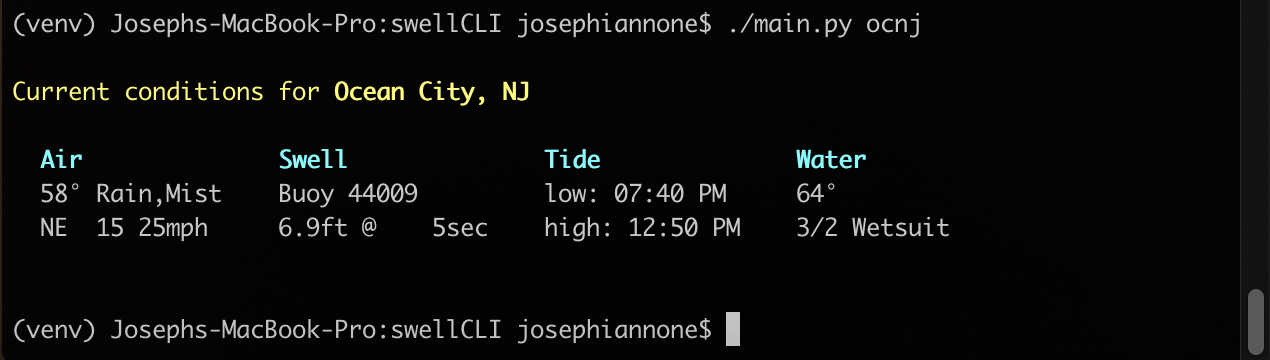 (venv) Josephs-MacBook-Pro:swellCLI josephiannone$ ./main.py ocnj
Current conditions for Ocean City, NJ
Air Swell Tide Water
58° Rain,Mist Buoy 44009 low: 07:40 PM 64°
NE 15 25mph 6.9ft @ 5sec high: 12:50 PM 3/2 Wetsuit
(venv) Josephs-MacBook-Pro:swellCLI josephiannone$